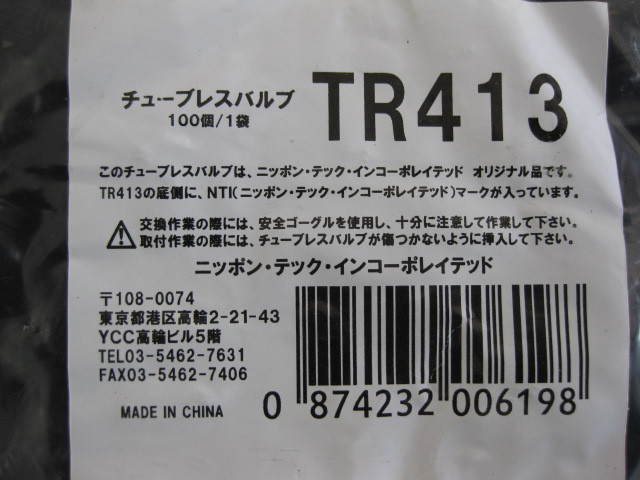 チューブレスバルブ TR413
100個/1袋
このチューブレスバルブは、ニッポン・テック・インコーポレイテッド オリジナル品です。
TR413の底側に、NTI(ニッポン・テック・インコーポレイテッド)マークが入っています。
交換作業の際には、安全ゴーグルを使用し、十分に注意して作業して下さい。
取付作業の際には、チューブレスバルブが傷つかないように挿入して下さい。
ニッポン・テック・インコーポレイテッド
〒108-0074
東京都港区高輪2-21-43
YCC高輪ビル5階
TEL03-5462-7631
FAX03-5462-7406
MADE IN CHINA
0 874232 006198